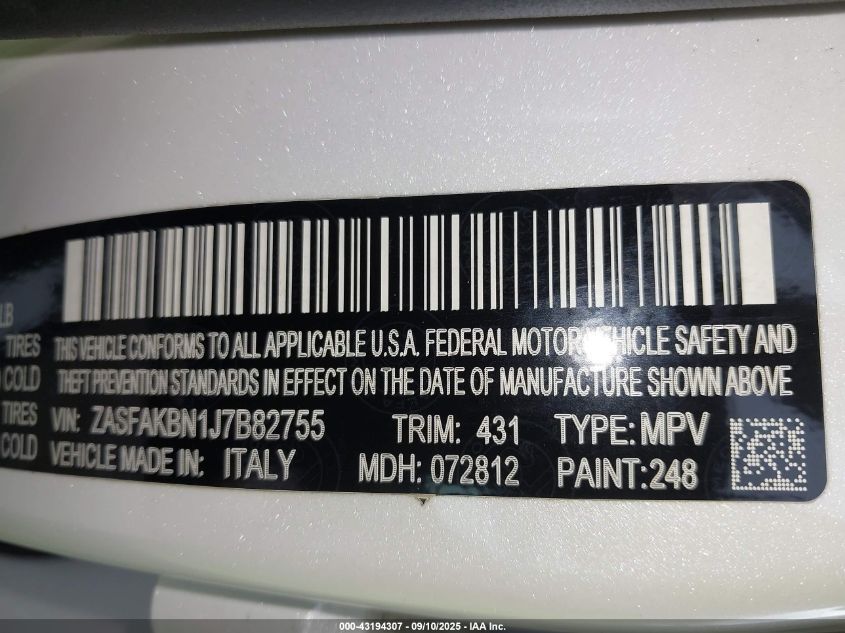 LB
TIRES
COLD
TIRES
COLD
THIS VEHICLE CONFORMS TO ALL APPLICABLE U.S.A. FEDERAL MOTOR VEHICLE SAFETY AND
THEFT PREVENTION STANDARDS IN EFFECT ON THE DATE OF MANUFACTURE SHOWN ABOVE
VIN: ZASFAKBN1J7B82755 TRIM: 431 TYPE: MPV
VEHICLE MADE IN: ITALY MDH: 072812 PAINT:248
000-43194307 - 09/10/2025 - IAA Inc.